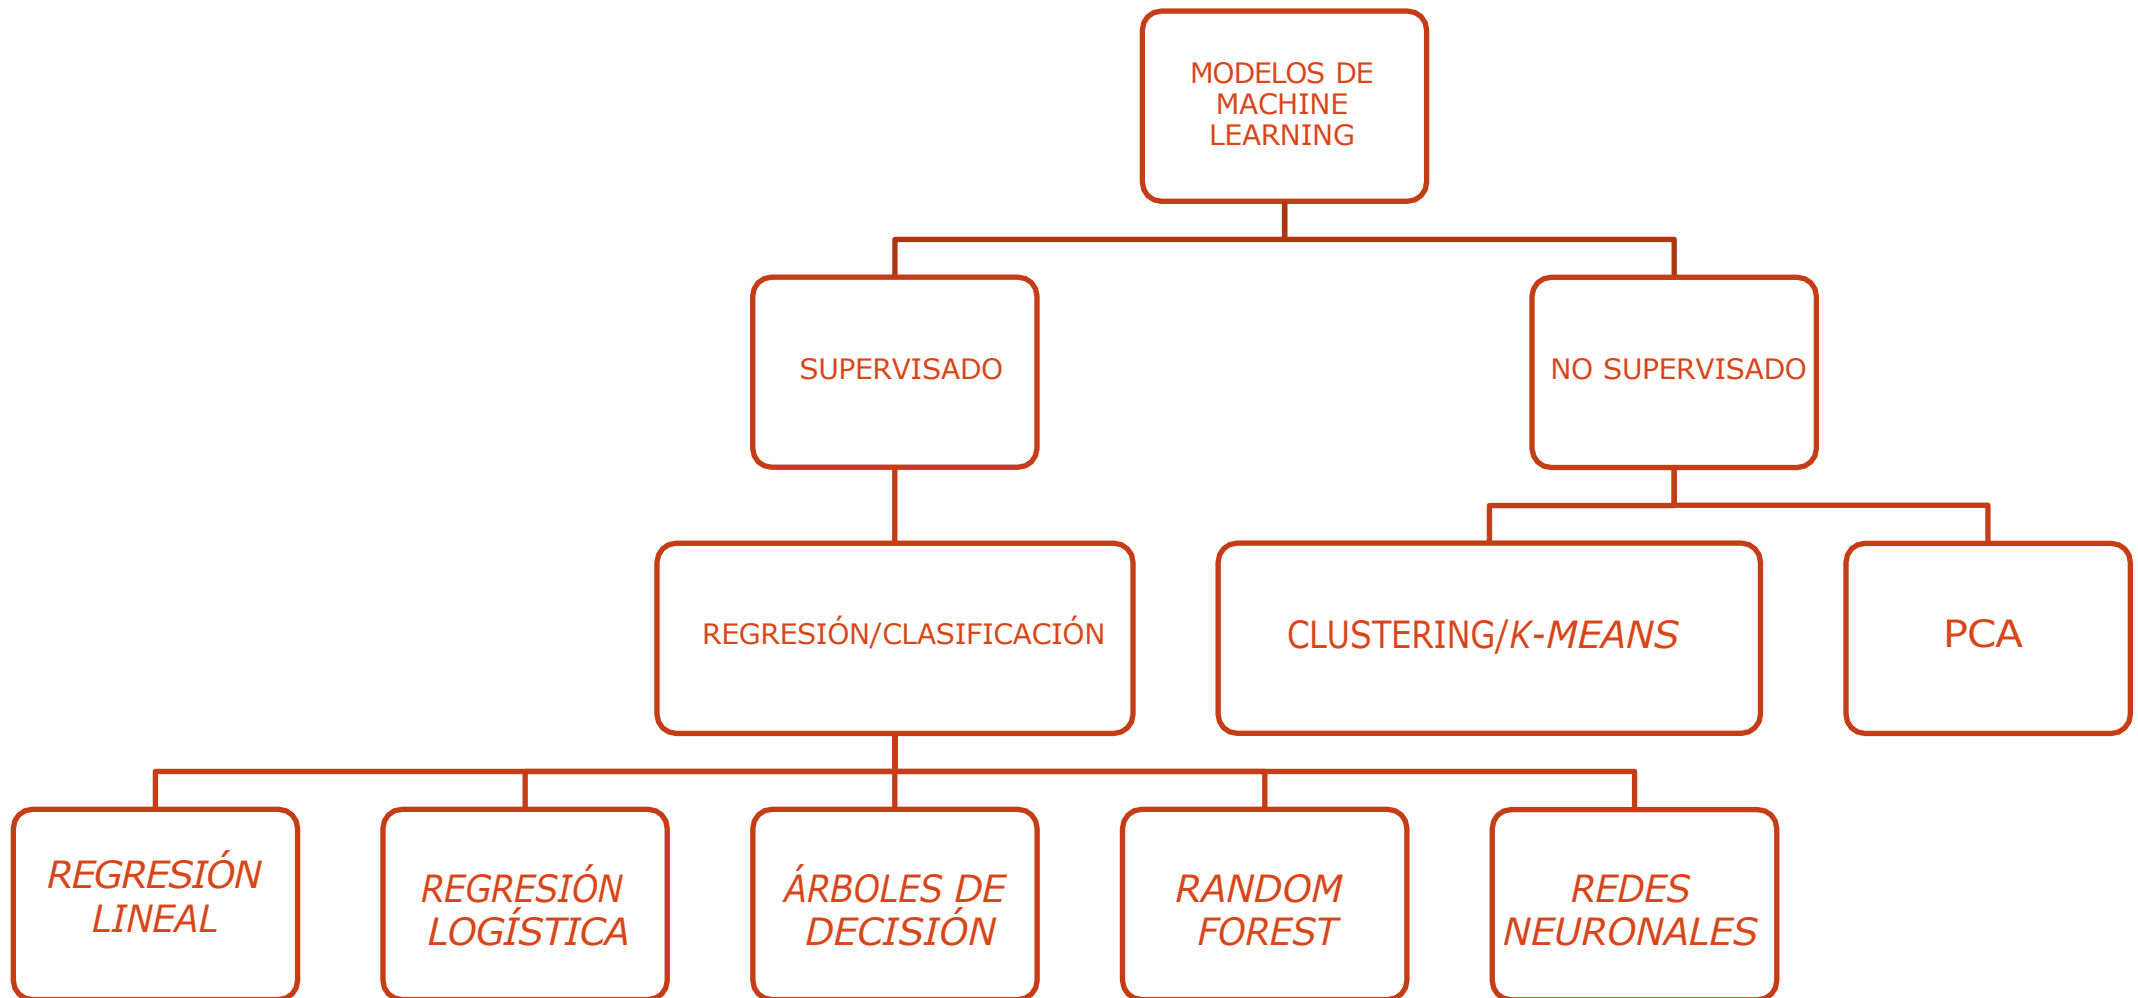 MODELOS DE
MACHINE
LEARNING
SUPERVISADO
NO SUPERVISADO
REGRESIÓN/CLASIFICACIÓN
CLUSTERING/K-MEANS
PCA
REGRESIÓN
LINEAL
REGRESIÓN
LOGÍSTICA
ÁRBOLES DE
DECISIÓN
RANDOM
FOREST
REDES
NEURONALES